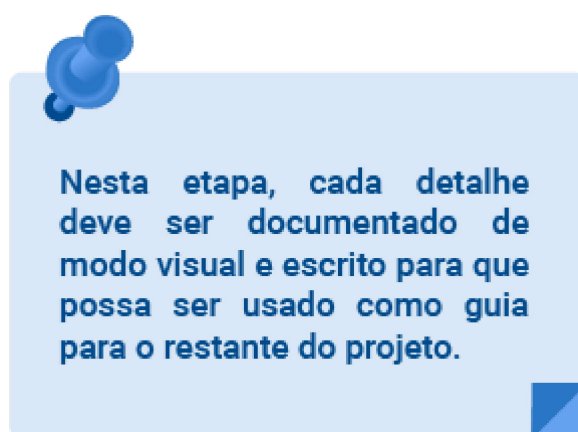 Nesta etapa, cada detalhe
deve ser documentado de
modo visual e escrito para que
possa ser usado como guia
para o restante do projeto.